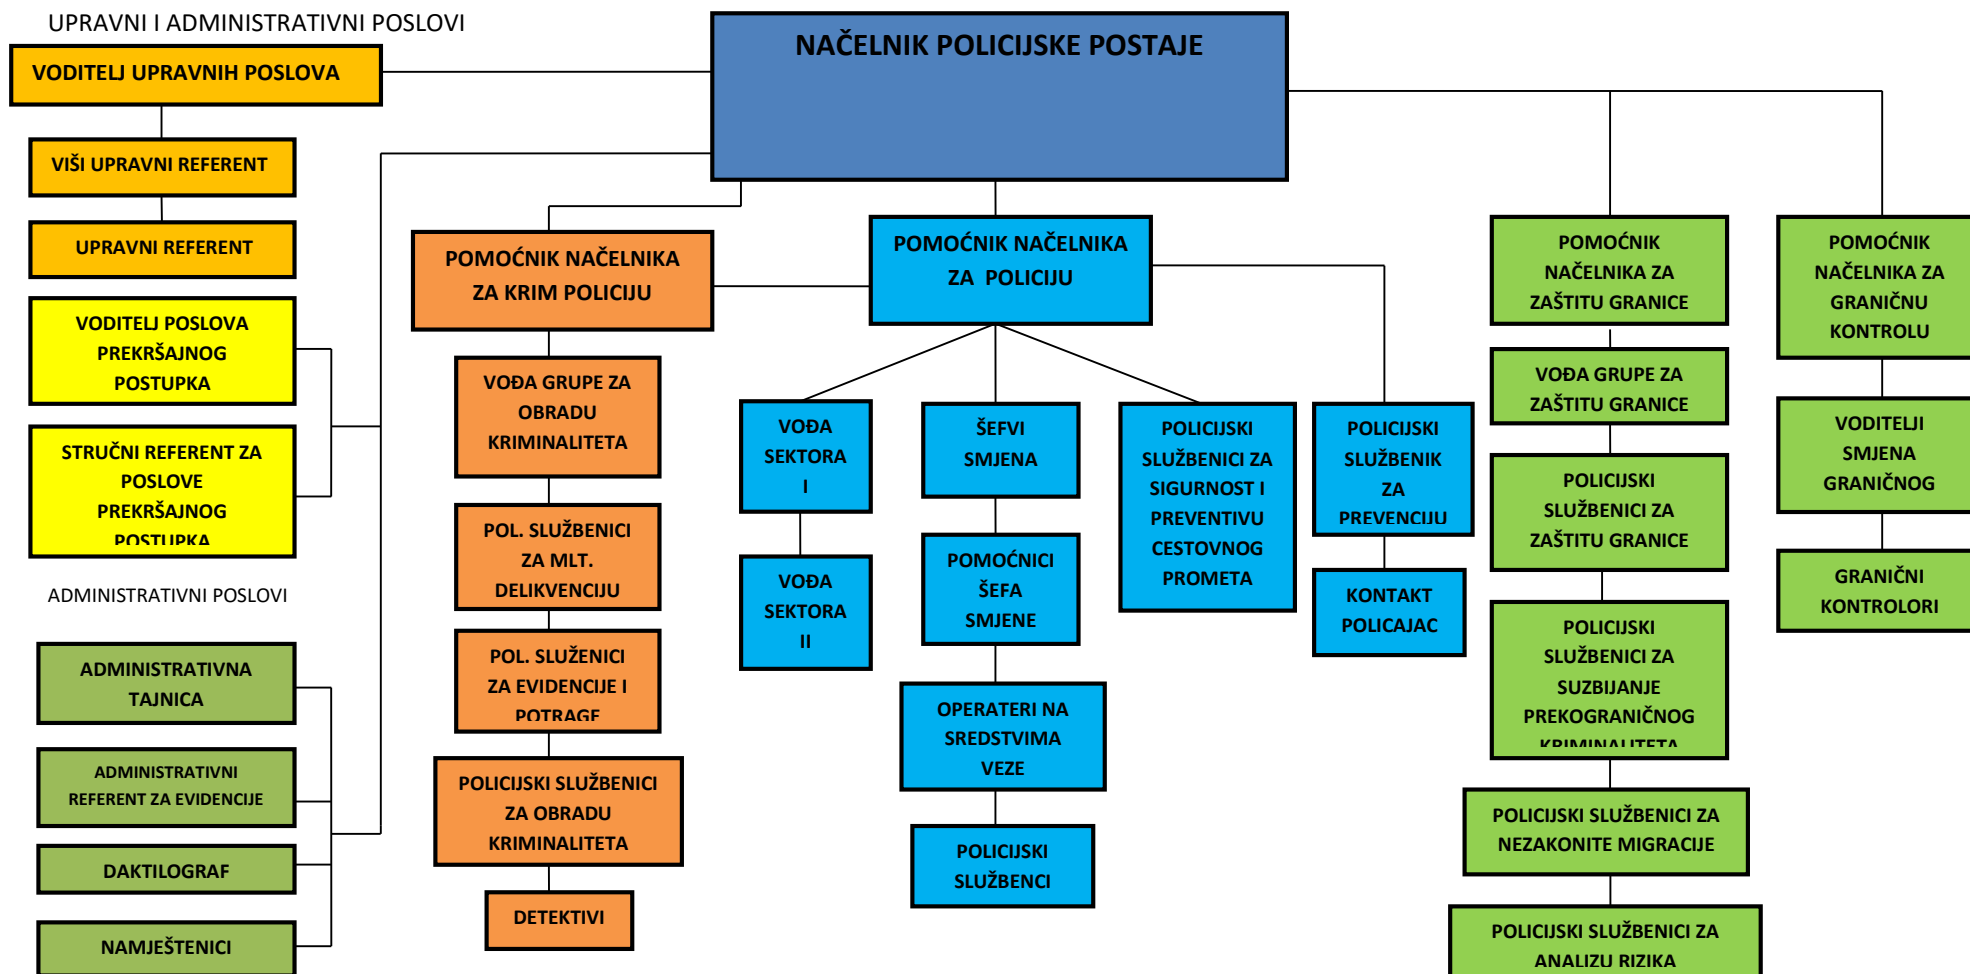 UPRAVNI I ADMINISTRATIVNI POSLOVI
NAČELNIK POLICIJSKE POSTAJE
VODITELJ UPRAVNIH POSLOVA
VIŠI UPRAVNI REFERENT
UPRAVNI REFERENT
VODITELJ POSLOVA
PREKRŠAJNOG
POSTUPKA
STRUČNI REFERENT ZA
POSLOVE
PREKRŠAJNOG
POSTUPKA
ADMINISTRATIVNI POSLOVI
ADMINISTRATIVNA
TAJNICA
ADMINISTRATIVNI
REFERENT ZA EVIDENCIJE
DAKTILOGRAF
NAMJEŠTENICI
POMOĆNIK NAČELNIKA
ZA KRIM POLICIJU
VOĐA GRUPE ZA
OBRADU
KRIMINALITETA
POL. SLUŽBENICI
ZA MLT.
DELIKVENCIJU
POL. SLUŽENICI
ZA EVIDENCIJE I
POTRAGE
POLICIJSKI SLUŽBENICI
ZA OBRADU
KRIMINALITETA
DETEKTIVI
POMOĆNIK NAČELNIKA
ZA POLICIJU
VOĐA
SEKTORA
I
VOĐA
SEKTORA
II
ŠEFVI
SMJENA
POMOĆNICI
ŠEFA
SMJENE
OPERATERI NA
SREDSTVIMA
VEZE
POLICIJSKI
SLUŽBENCI
POLICIJSKI
SLUŽBENICI ZA
SIGURNOST I
PREVENTIVU
CESTOVNOG
PROMETA
POLICIJSKI
SLUŽBENIK
ZA
PREVENCIJU
KONTAKT
POLICAJAC
POMOĆNIK
NAČELNIKA ZA
ZAŠTITU GRANICE
VOĐA GRUPE ZA
ZAŠTITU GRANICE
POLICIJSKI
SLUŽBENICI ZA
ZAŠTITU GRANICE
POLICIJSKI
SLUŽBENICI ZA
SUZBIJANJE
PREKOGRANIČNOG
KRIMINALITETA
POLICIJSKI SLUŽBENICI ZA
NEZAKONITE MIGRACIJE
POLICIJSKI SLUŽBENICI ZA
ANALIZU RIZIKA
POMOĆNIK
NAČELNIKA ZA
GRANIČNU
KONTROLU
VODITELJI
SMJENA
GRANIČNOG
GRANIČNI
KONTROLORI